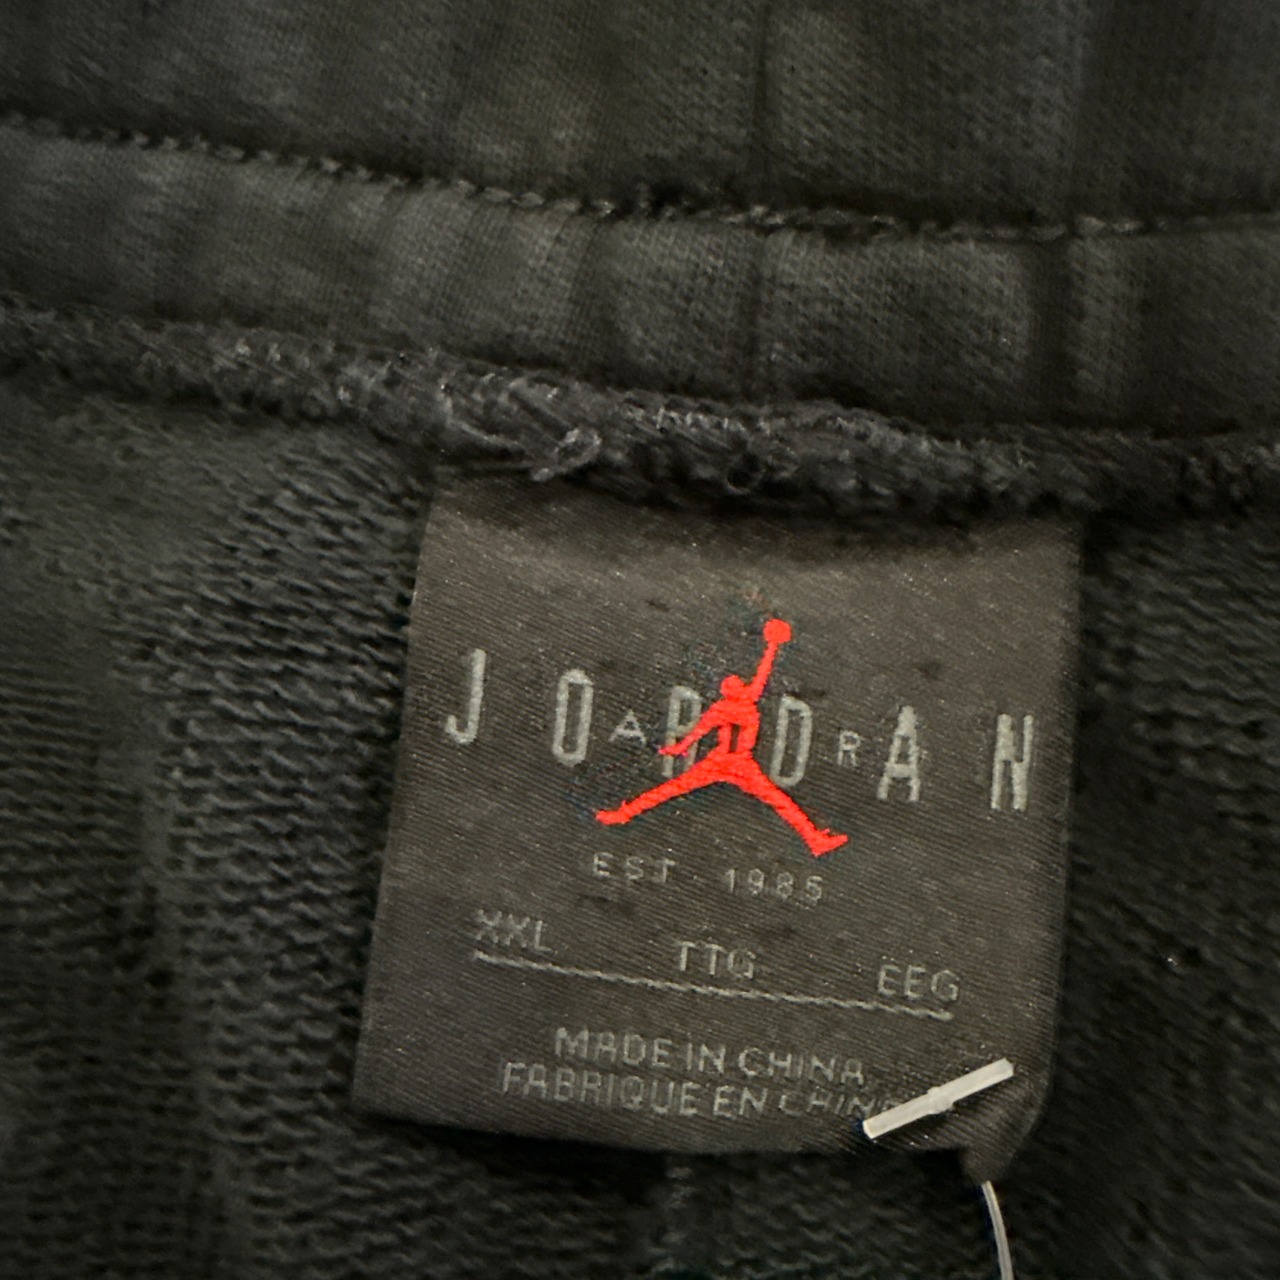 JORDAN
AIR
EST 1985
XXL TTG EEG
MADE IN CHINA
FABRIQUE EN CHINE